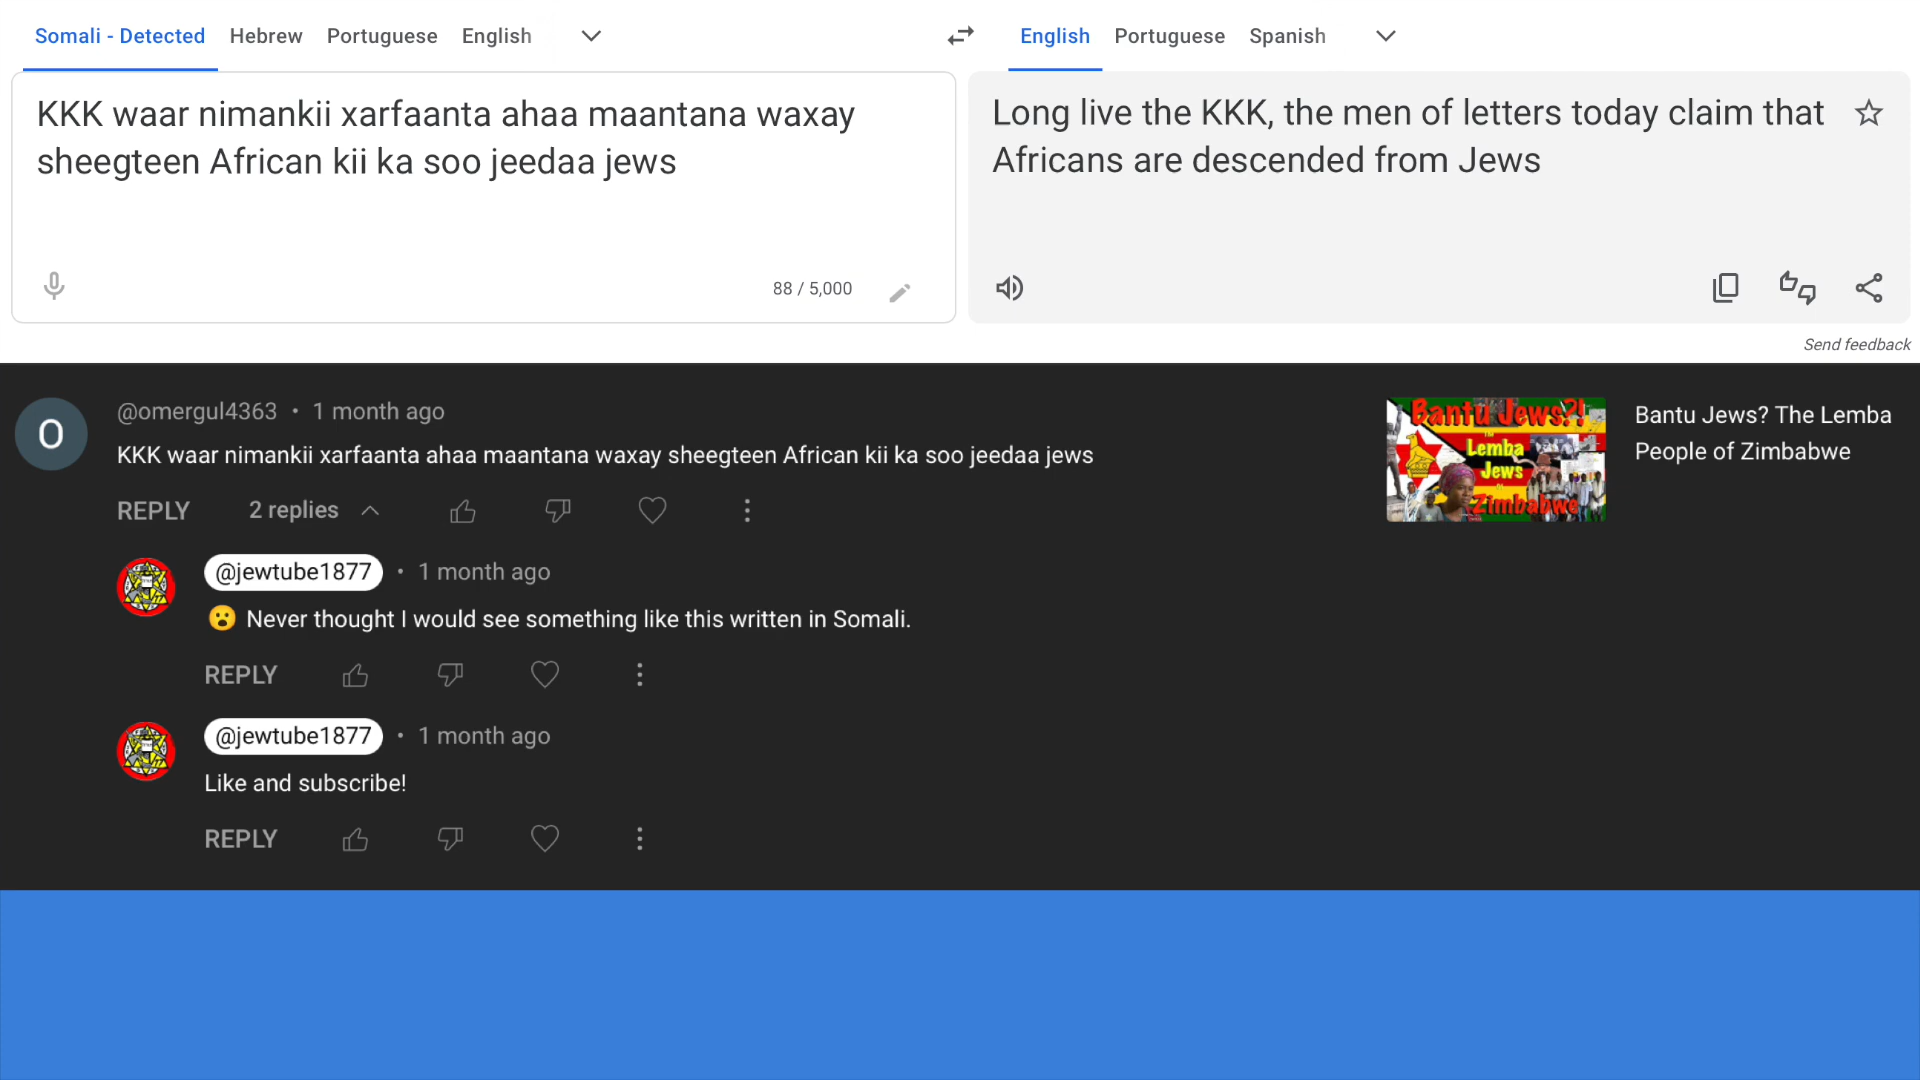 Somali - Detected Hebrew Portuguese English
English Portuguese Spanish
KKK waar nimankii xarfaanta ahaa maantana waxay
sheegteen African kii ka soo jeedaa jews
88 / 5,000
Long live the KKK, the men of letters today claim that
Africans are descended from Jews
Send feedback
O
@omergul4363 • 1 month ago
KKK waar nimankii xarfaanta ahaa maantana waxay sheegteen African kii ka soo jeedaa jews
REPLY 2 replies
Bantu Jews?!
The
Lemba
Jews
of
Zimbabwe
Bantu Jews? The Lemba
People of Zimbabwe
@jewtube1877 • 1 month ago
😮 Never thought I would see something like this written in Somali.
REPLY
@jewtube1877 • 1 month ago
Like and subscribe!
REPLY